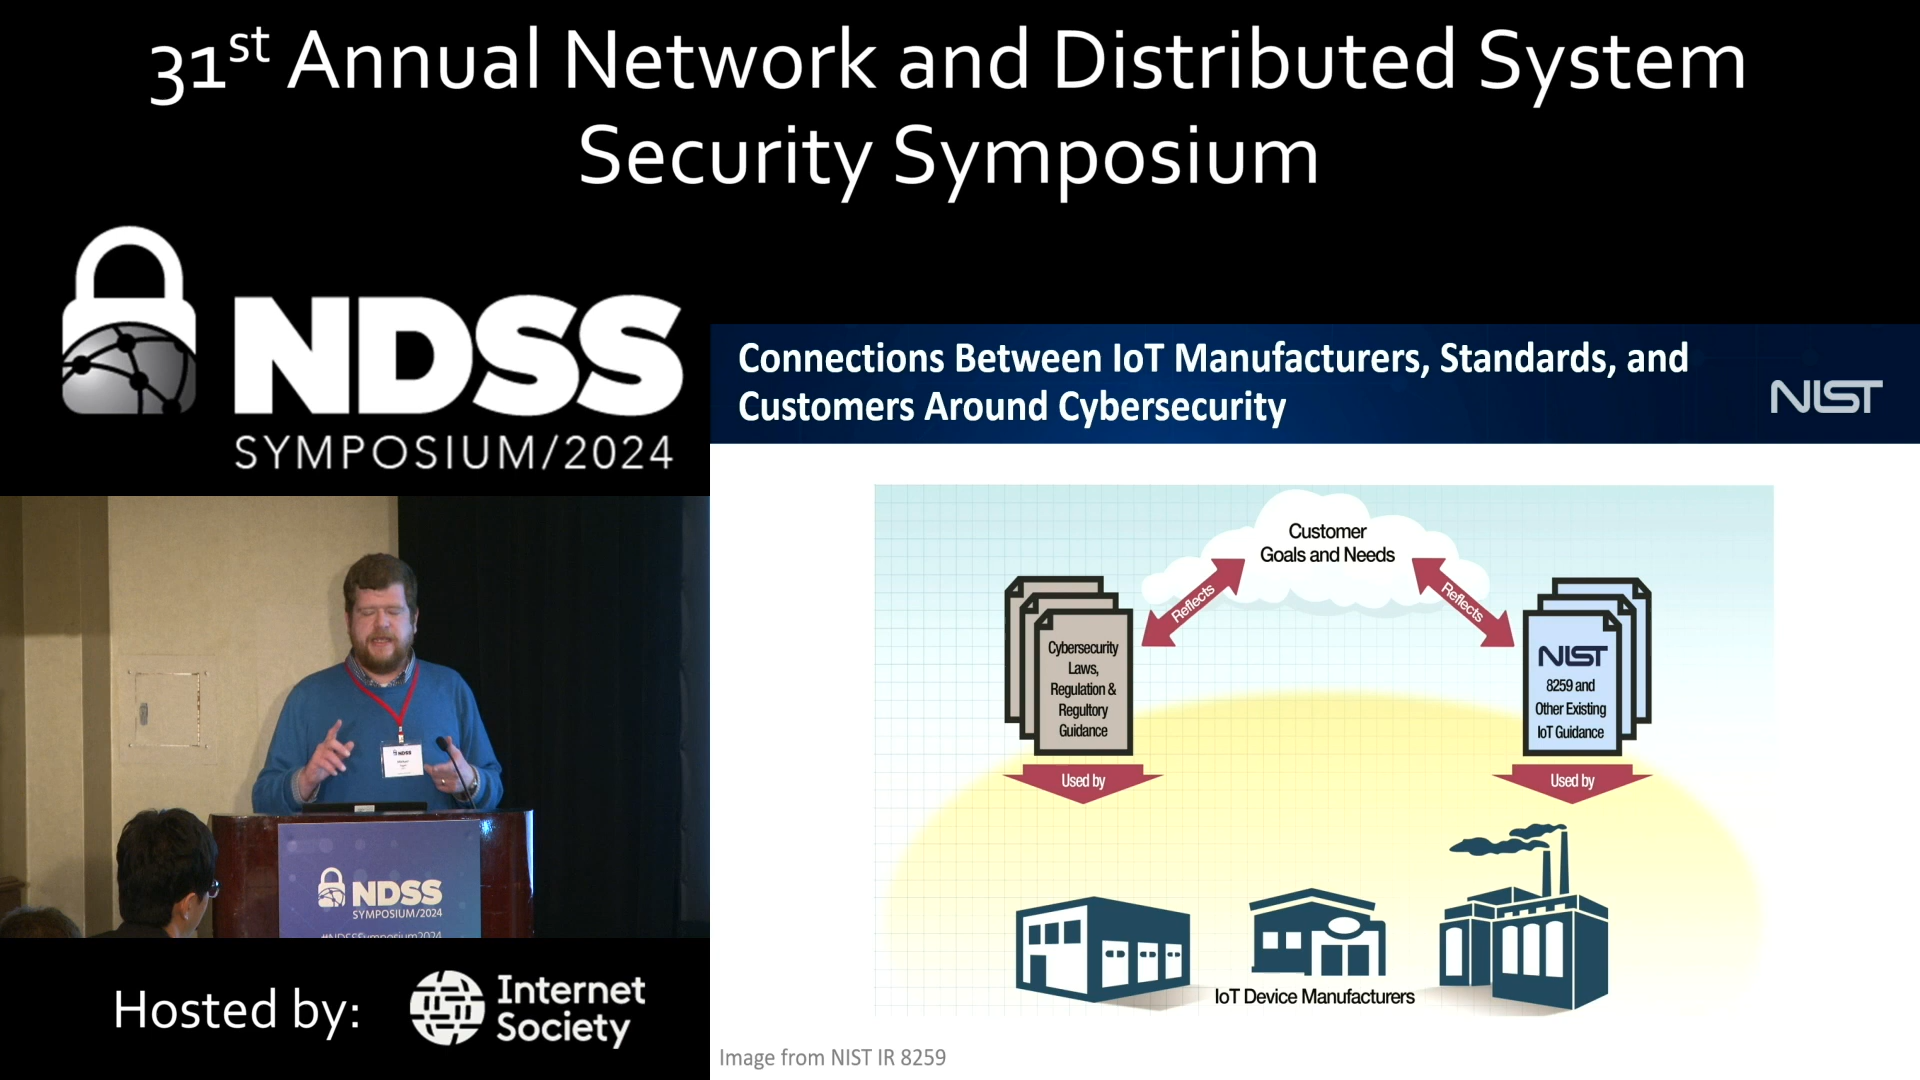 31st Annual Network and Distributed System
Security Symposium
NDSS
SYMPOSIUM/2024
Connections Between IoT Manufacturers, Standards, and
Customers Around Cybersecurity
NIST
Customer
Goals and Needs
Reflects
Reflects
Cybersecurity
Laws,
Regulation &
Regultory
Guidance
NIST
8259 and
Other Existing
IoT Guidance
Used by
Used by
IoT Device Manufacturers
Image from NIST IR 8259
NDSS
NDSS
SYMPOSIUM/2024
#NDSSSymposium2024
Hosted by:
Internet
Society